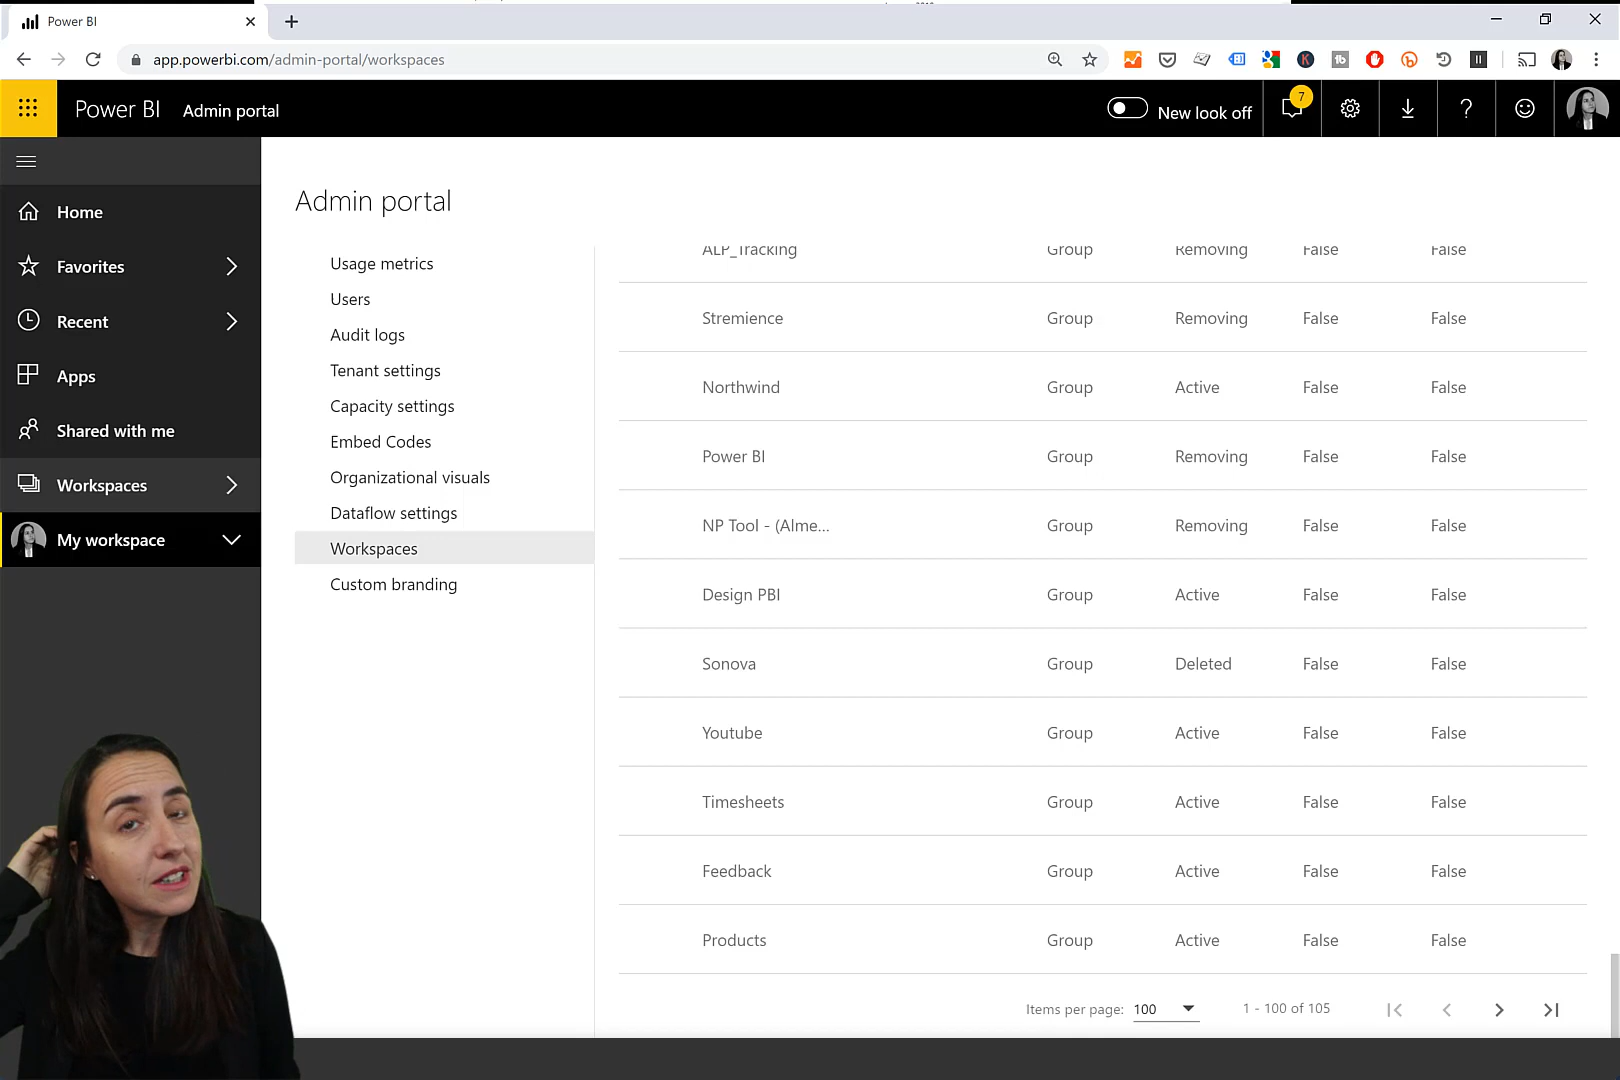 Power BI
app.powerbi.com/admin-portal/workspaces
Power BI Admin portal
New look off
7
Home
Favorites
Recent
Apps
Shared with me
Workspaces
My workspace
Admin portal
Usage metrics
Users
Audit logs
Tenant settings
Capacity settings
Embed Codes
Organizational visuals
Dataflow settings
Workspaces
Custom branding
ALP_Tracking Group Removing False False
Stremience Group Removing False False
Northwind Group Active False False
Power BI Group Removing False False
NP Tool - (Alme... Group Removing False False
Design PBI Group Active False False
Sonova Group Deleted False False
Youtube Group Active False False
Timesheets Group Active False False
Feedback Group Active False False
Products Group Active False False
Items per page: 100 1 - 100 of 105